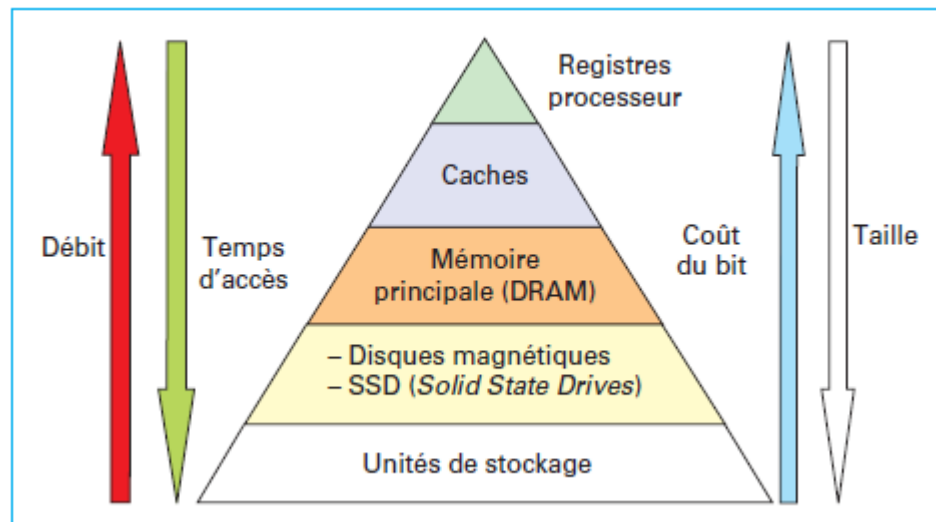 Registres
processeur
Caches
Débit
Temps
d'accès
Mémoire
principale (DRAM)
Coût
du bit
Taille
– Disques magnétiques
– SSD (Solid State Drives)
Unités de stockage